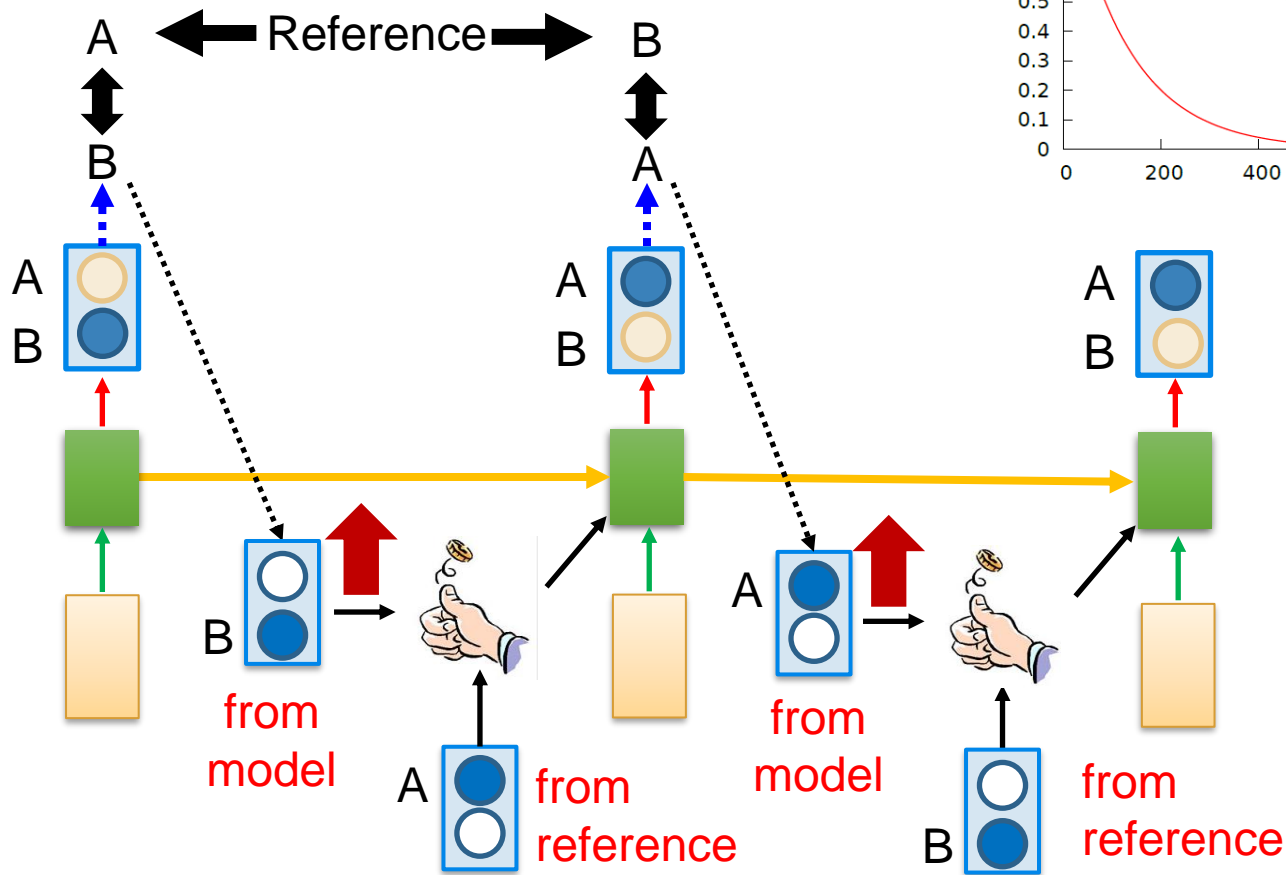 A Reference B
0.5
0.4
0.3
0.2
0.1
0
0 200 400
B A
A
B
A
B
A
B
B
A
from
model
from
model
A
from
reference
B
from
reference